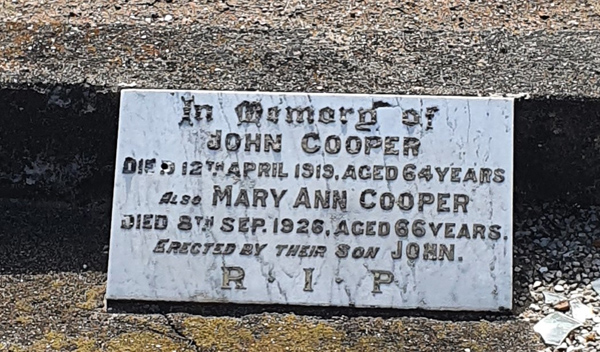 In Memory of
JOHN COOPER
DIED 12TH APRIL 1919, AGED 64 YEARS
ALSO MARY ANN COOPER
DIED 8TH SEP. 1926, AGED 66 YEARS.
ERECTED BY THEIR SON JOHN.
R · I · P